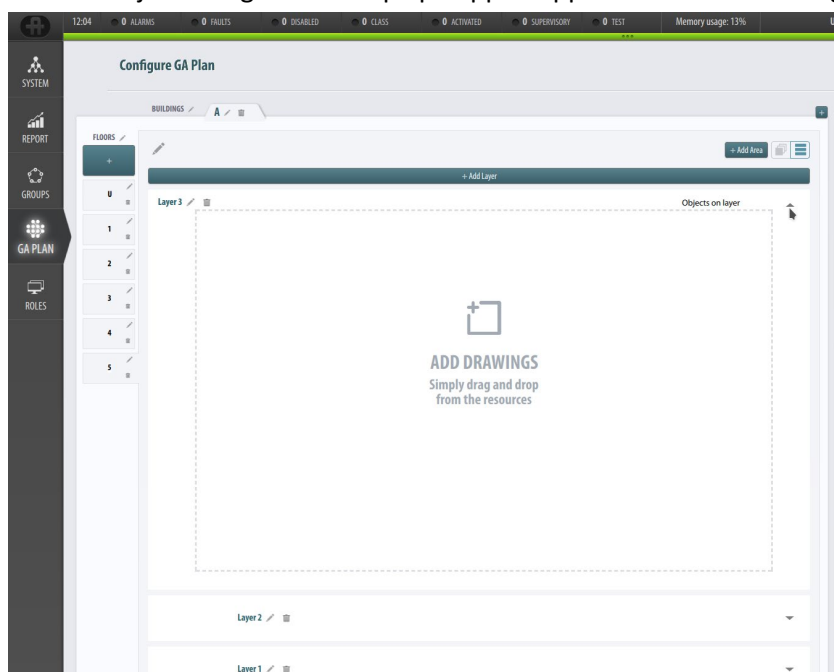 12:04 0 ALARMS 0 FAULTS 0 DISABLED 0 CLASS 0 ACTIVATED 0 SUPERVISORY 0 TEST Memory usage: 13%
SYSTEM
REPORT
GROUPS
GA PLAN
ROLES
Configure GA Plan
BUILDINGS A
FLOORS
+
U
1
2
3
4
5
+ Add Area
+ Add Layer
Layer 3
Objects on layer
ADD DRAWINGS
Simply drag and drop
from the resources
Layer 2
Layer 1